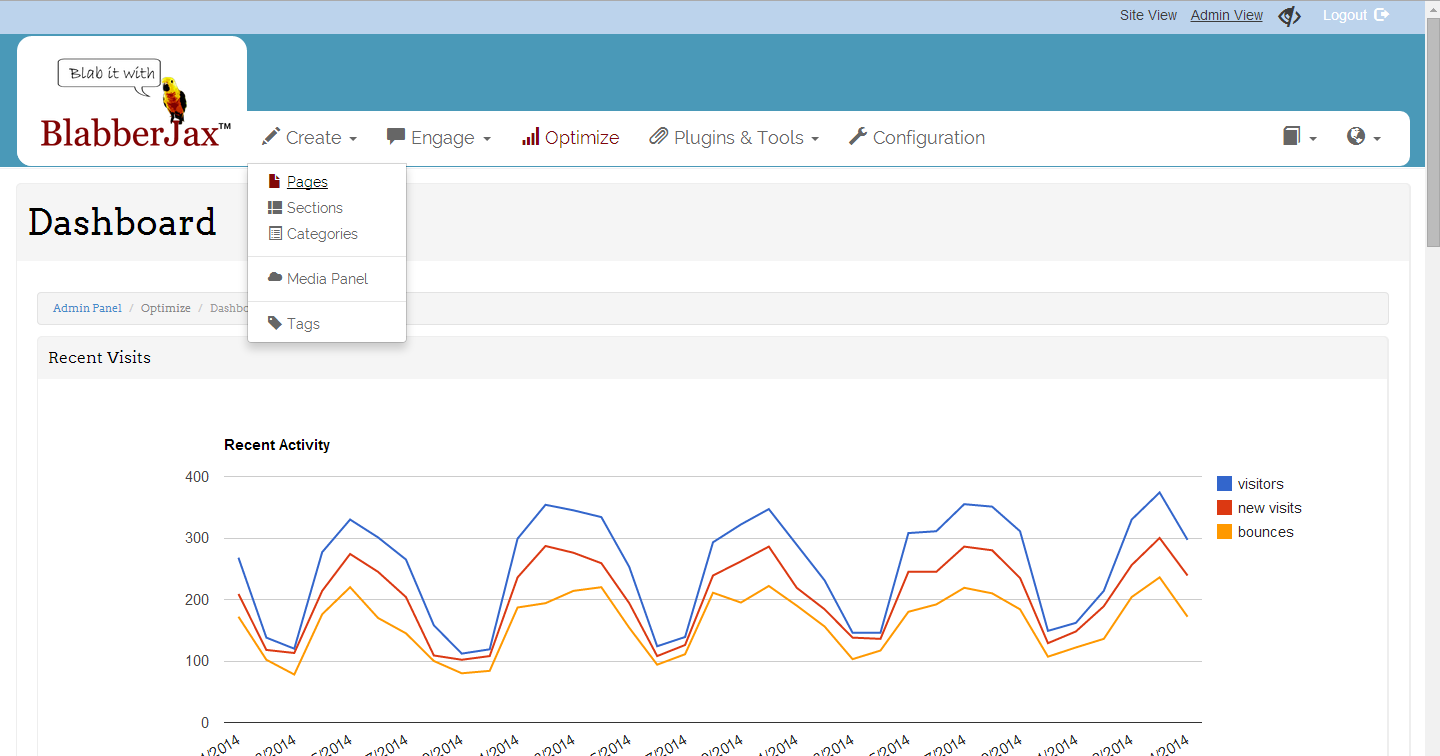 Site View Admin View Logout
Blab it with
BlabberJax™
Create Engage Optimize Plugins & Tools Configuration
Pages
Sections
Categories
Media Panel
Tags
Dashboard
Admin Panel / Optimize /
Recent Visits
Recent Activity
400
300
200
100
0
visitors
new visits
bounces